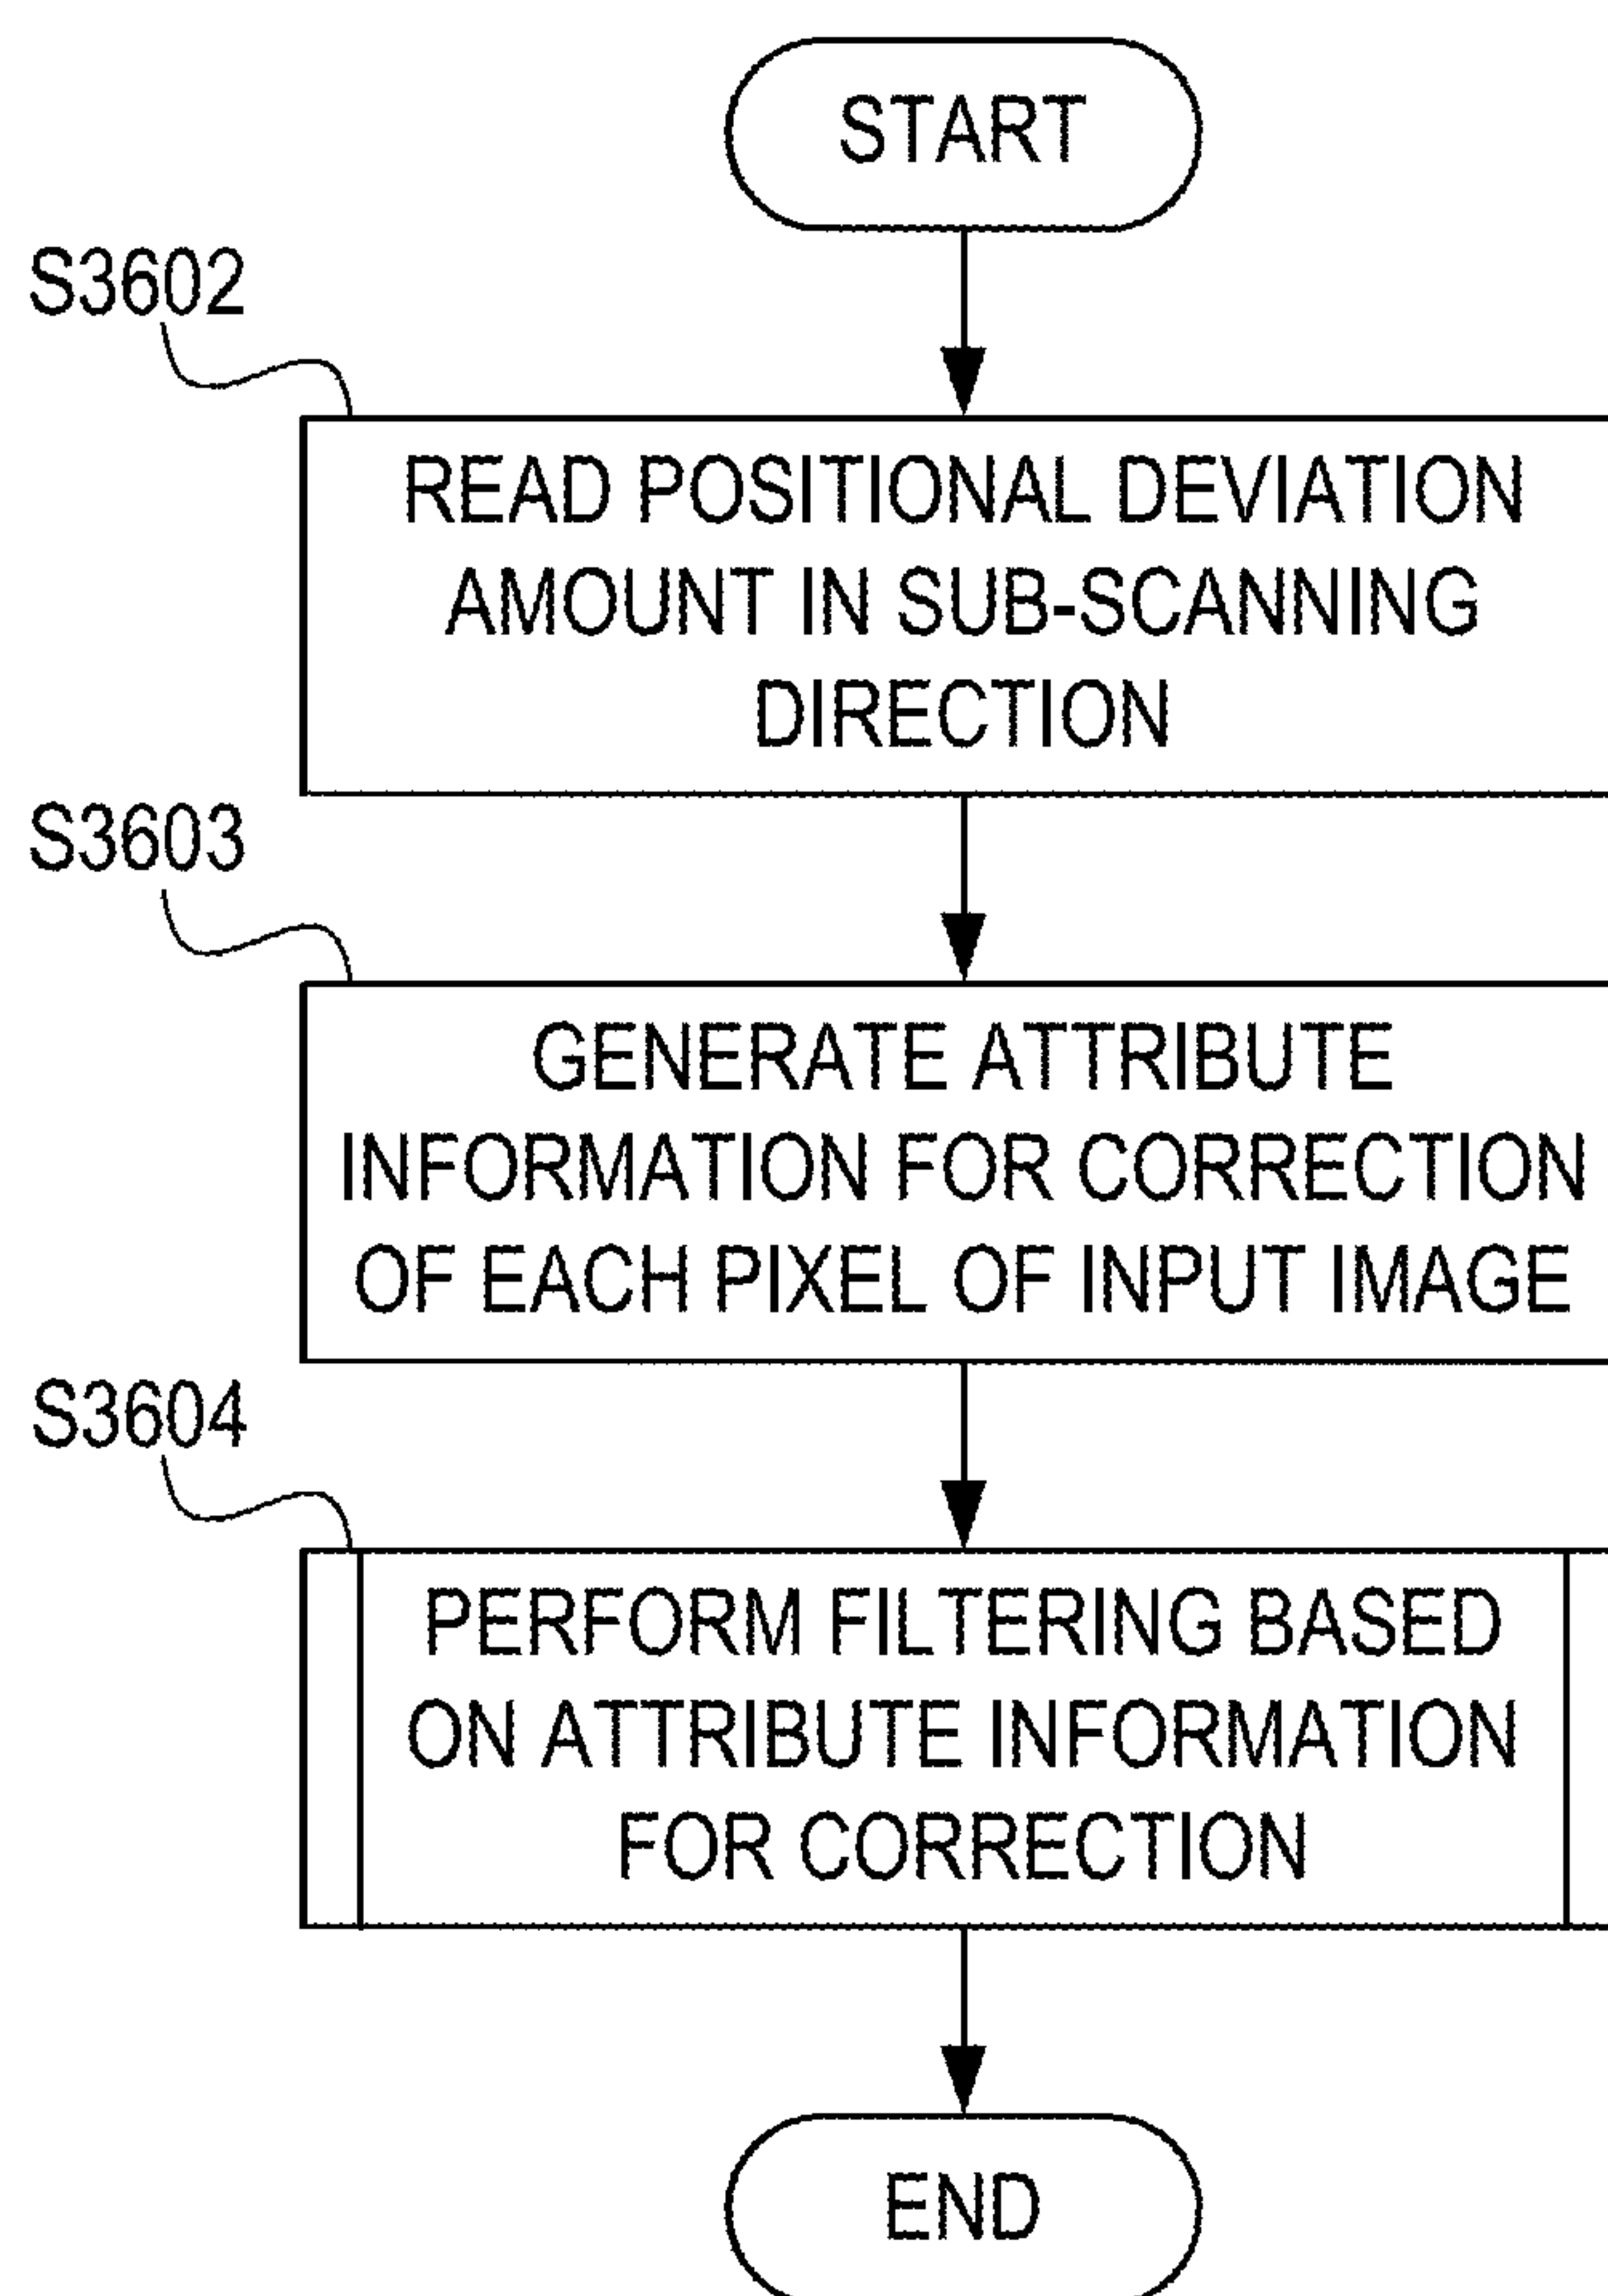 START
S3602
READ POSITIONAL DEVIATION
AMOUNT IN SUB-SCANNING
DIRECTION
S3603
GENERATE ATTRIBUTE
INFORMATION FOR CORRECTION
OF EACH PIXEL OF INPUT IMAGE
S3604
PERFORM FILTERING BASED
ON ATTRIBUTE INFORMATION
FOR CORRECTION
END